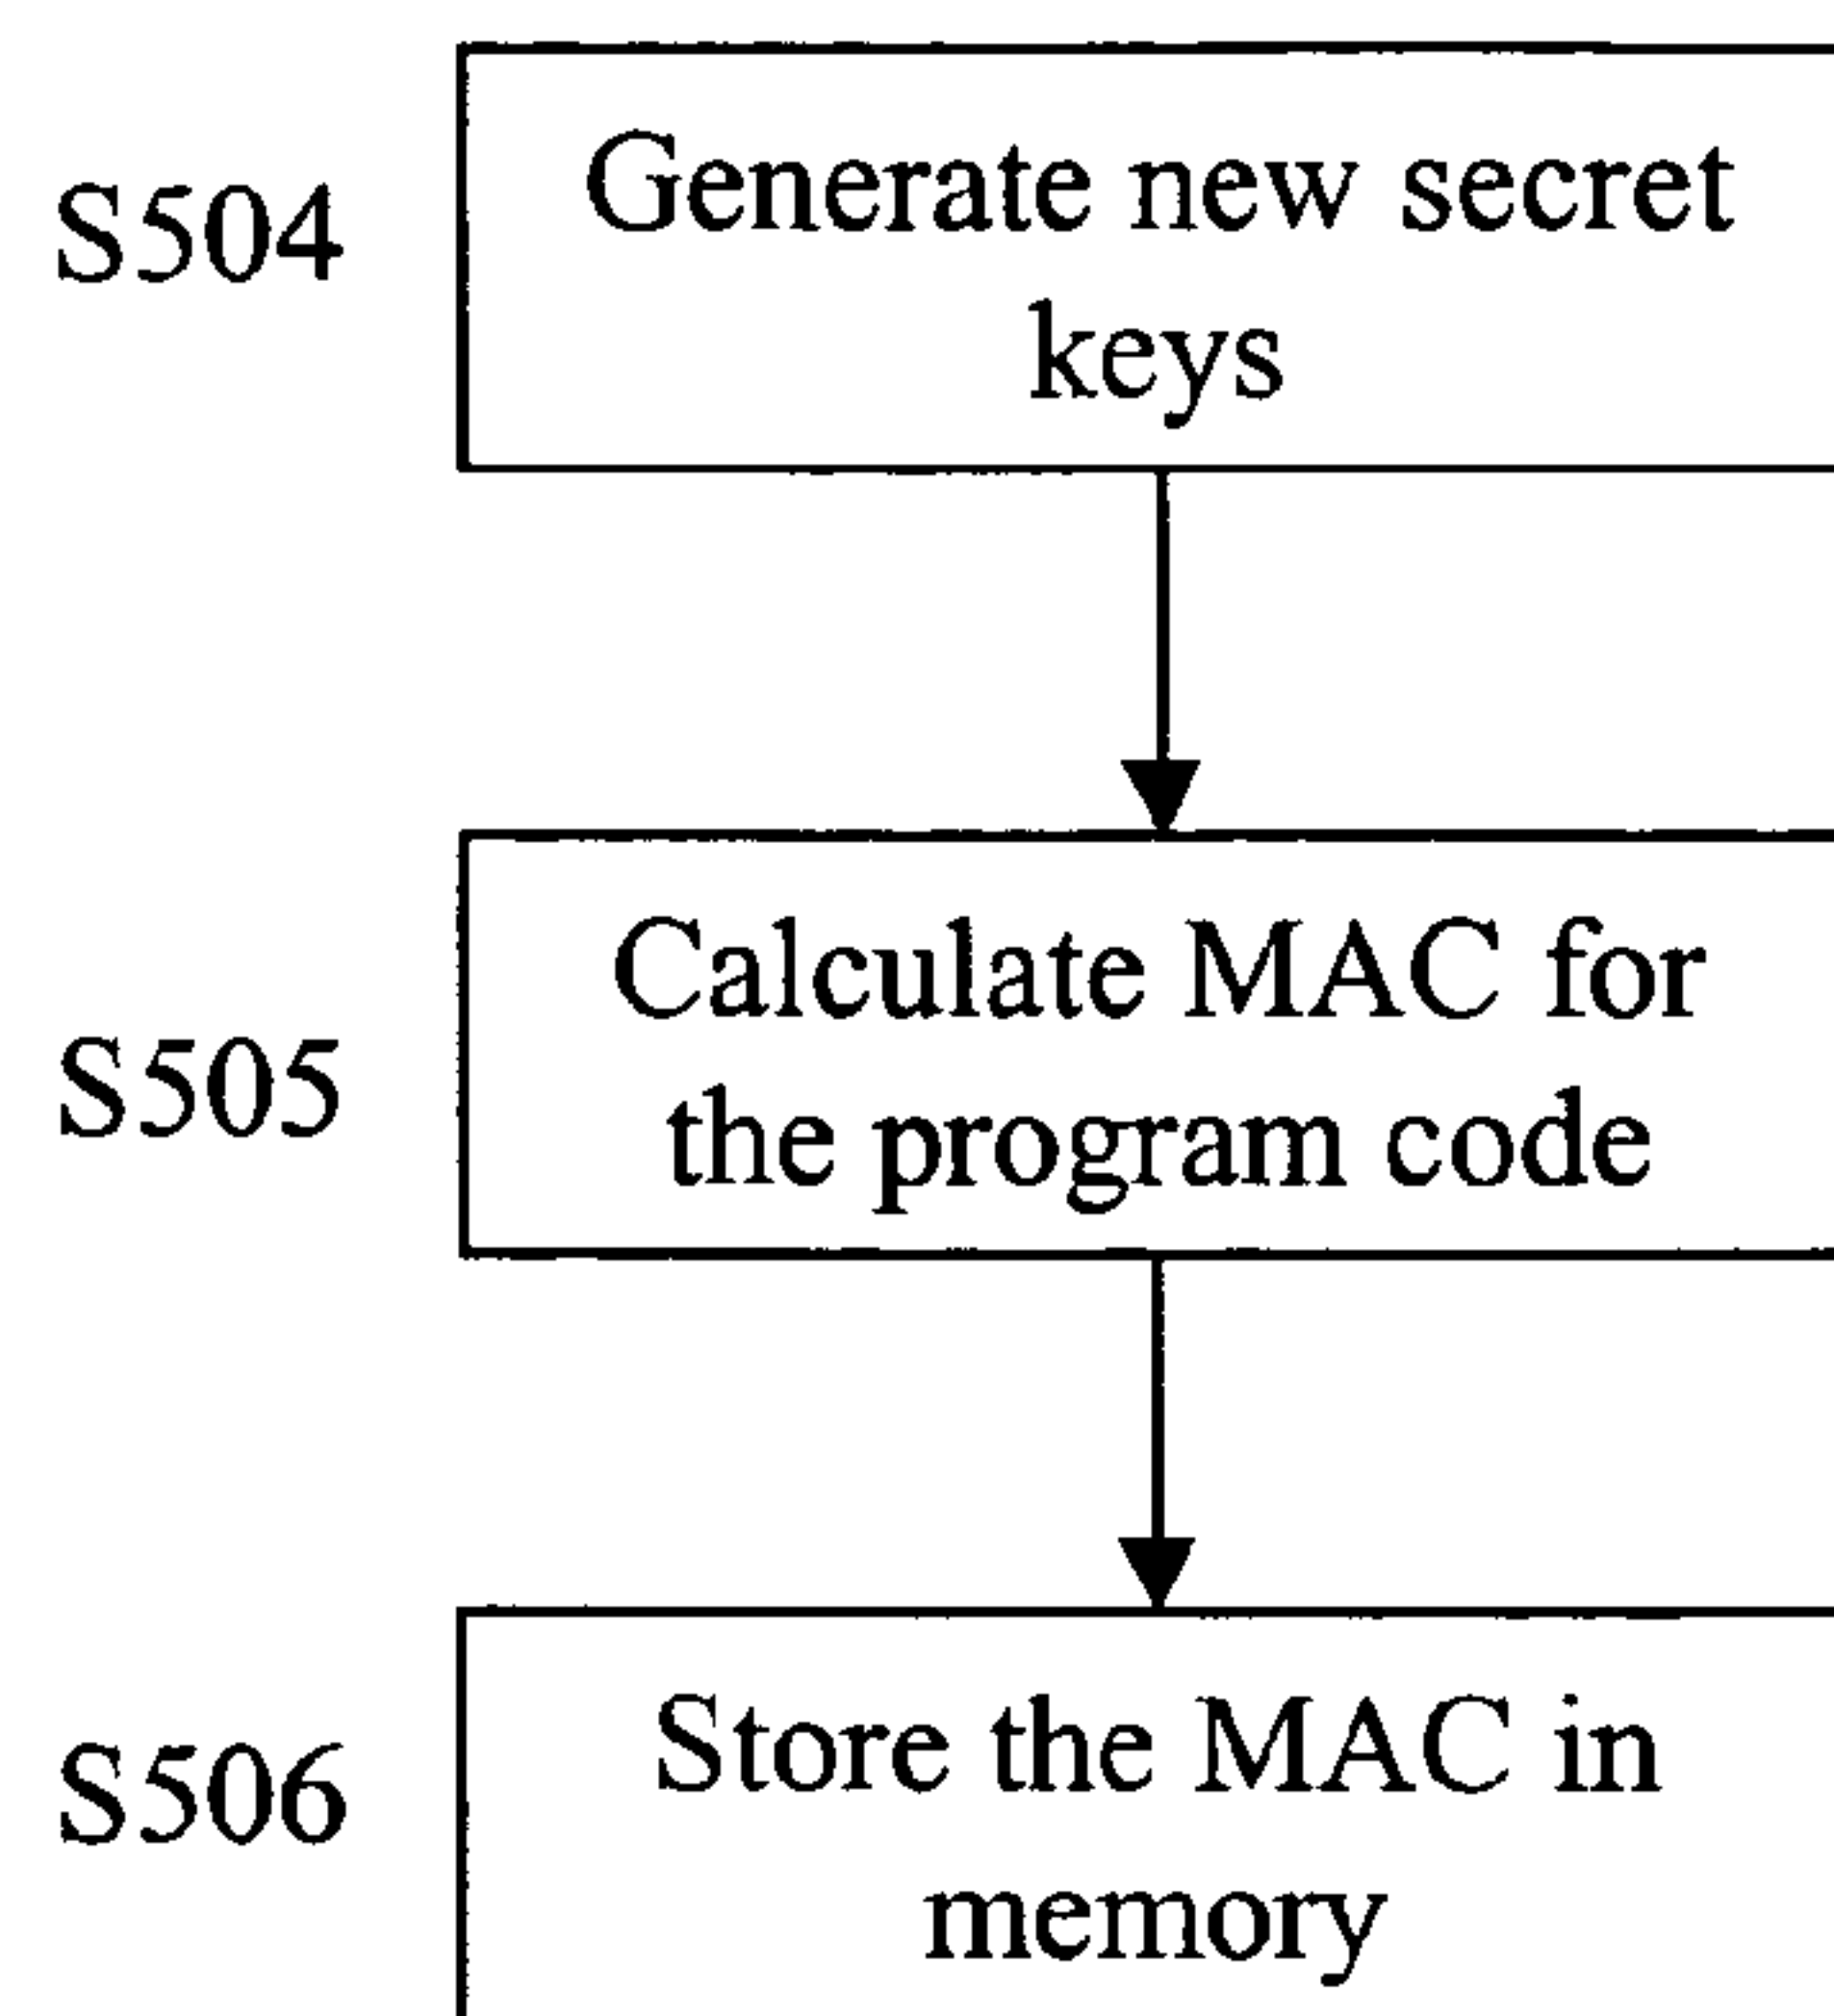 S504
Generate new secret
keys
S505
Calculate MAC for
the program code
S506
Store the MAC in
memory